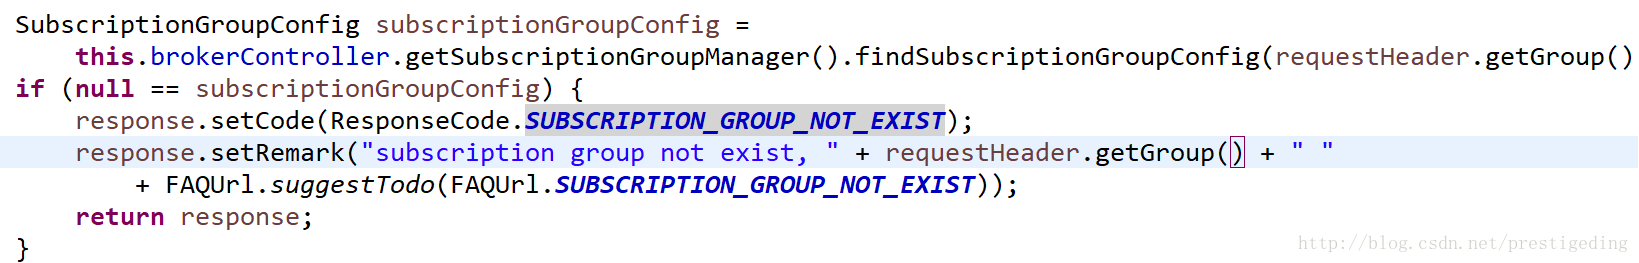 SubscriptionGroupConfig subscriptionGroupConfig =
    this.brokerController.getSubscriptionGroupManager().findSubscriptionGroupConfig(requestHeader.getGroup()
if (null == subscriptionGroupConfig) {
    response.setCode(ResponseCode.SUBSCRIPTION_GROUP_NOT_EXIST);
    response.setRemark("subscription group not exist, " + requestHeader.getGroup() + " "
        + FAQUrl.suggestTodo(FAQUrl.SUBSCRIPTION_GROUP_NOT_EXIST));
    return response;
}
http://blog.csdn.net/prestigeding